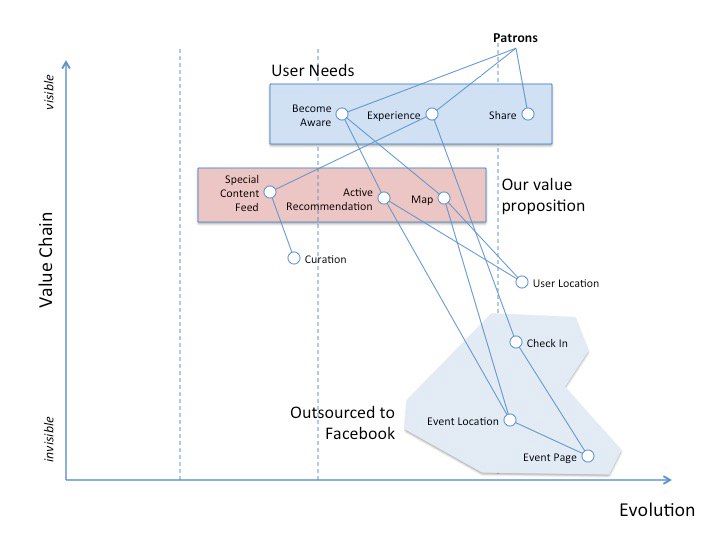 Patrons
User Needs
visible
Become
Aware
Experience
Share
Special
Content
Feed
Active
Recommendation
Map
Our value
proposition
Value Chain
Curation
User Location
Check In
Outsourced to
Facebook
Event Location
invisible
Event Page
Evolution